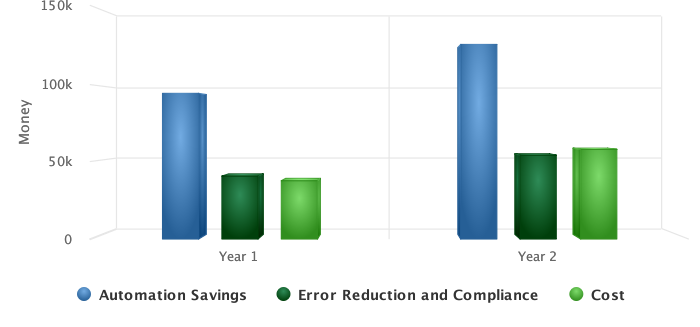 150k
100k
50k
0
Money
Year 1
Year 2
Automation Savings
Error Reduction and Compliance
Cost